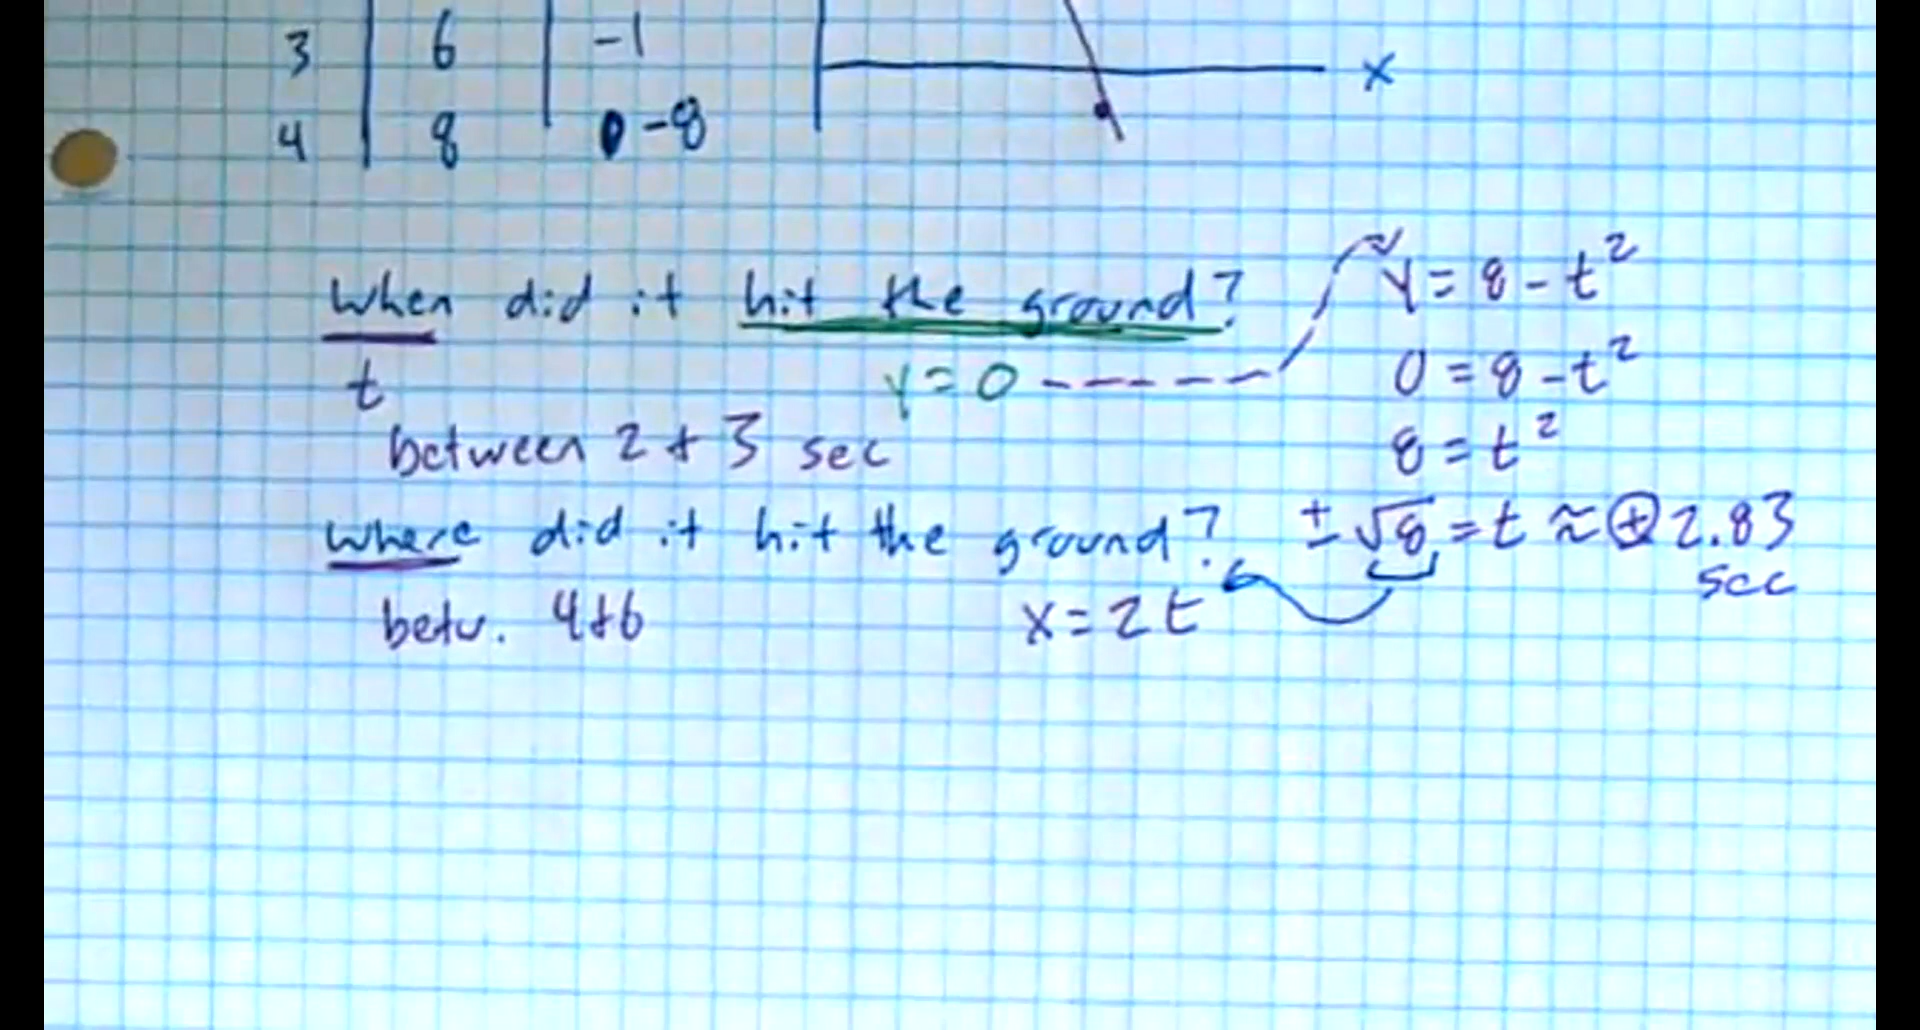 3 6 -1
4 8 -8
x
When did it hit the ground?
t
y = 0
between 2 + 3 sec
y = 8 - t²
0 = 8 - t²
8 = t²
± √8 = t ≈ + 2.83 sec
where did it hit the ground?
betw. 4+6
x = 2t